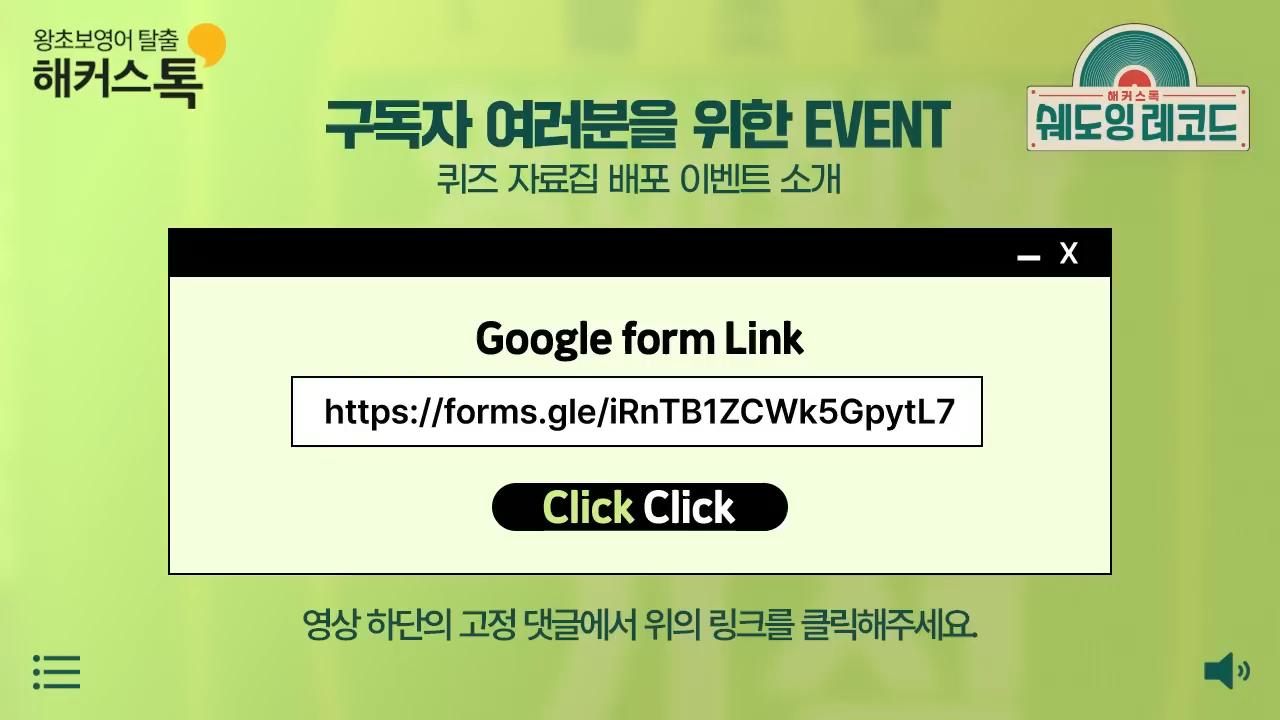 왕초보영어 탈출
해커스톡
해커스톡
쉐도잉 레코드
구독자 여러분을 위한 EVENT
퀴즈 자료집 배포 이벤트 소개
X
Google form Link
https://forms.gle/iRnTB1ZCWk5GpytL7
Click Click
영상 하단의 고정 댓글에서 위의 링크를 클릭해주세요.